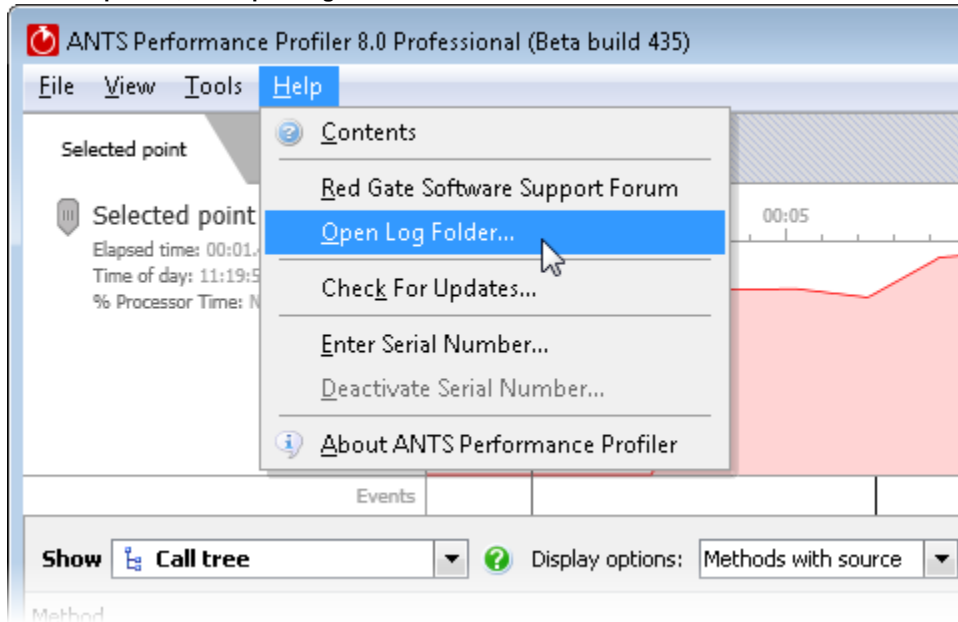 ANTS Performance Profiler 8.0 Professional (Beta build 435)
File View Tools Help
Selected point
Contents
Red Gate Software Support Forum
Selected point
00:05
Open Log Folder...
Elapsed time: 00:01.
Time of day: 11:19:5
Check For Updates...
% Processor Time: N
Enter Serial Number...
Deactivate Serial Number...
About ANTS Performance Profiler
Events
Show Call tree Display options: Methods with source
Method